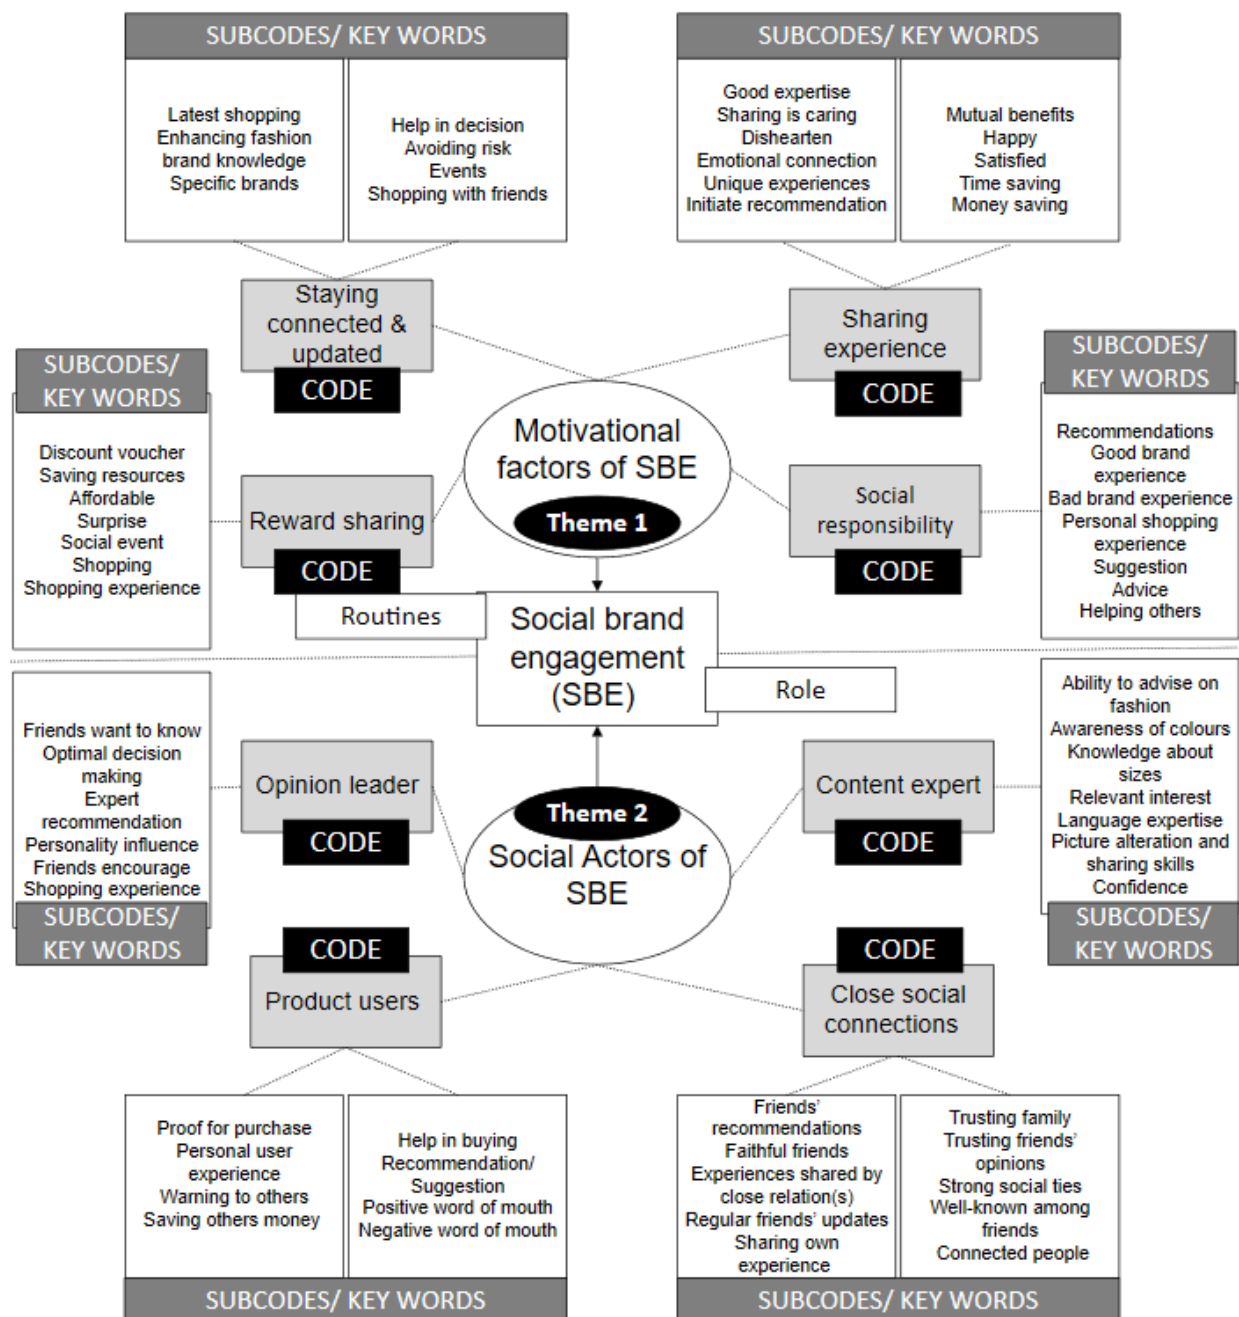 SUBCODES/ KEY WORDS
Latest shopping
Enhancing fashion
brand knowledge
Specific brands
Help in decision
Avoiding risk
Events
Shopping with friends
SUBCODES/ KEY WORDS
Good expertise
Sharing is caring
Dishearten
Emotional connection
Unique experiences
Initiate recommendation
Mutual benefits
Happy
Satisfied
Time saving
Money saving
Staying
connected &
updated
CODE
Sharing
experience
CODE
SUBCODES/
KEY WORDS
Discount voucher
Saving resources
Affordable
Surprise
Social event
Shopping
Shopping experience
Reward sharing
CODE
Motivational
factors of SBE
Theme 1
Social
responsibility
CODE
SUBCODES/
KEY WORDS
Recommendations
Good brand
experience
Bad brand experience
Personal shopping
experience
Suggestion
Advice
Helping others
Routines
Social brand
engagement
(SBE)
Role
Friends want to know
Optimal decision
making
Expert
recommendation
Personality influence
Friends encourage
Shopping experience
SUBCODES/
KEY WORDS
Opinion leader
CODE
Theme 2
Social Actors of
SBE
Content expert
CODE
Ability to advise on
fashion
Awareness of colours
Knowledge about
sizes
Relevant interest
Language expertise
Picture alteration and
sharing skills
Confidence
SUBCODES/
KEY WORDS
CODE
Product users
CODE
Close social
connections
Proof for purchase
Personal user
experience
Warning to others
Saving others money
Help in buying
Recommendation/
Suggestion
Positive word of mouth
Negative word of mouth
SUBCODES/ KEY WORDS
Friends'
recommendations
Faithful friends
Experiences shared by
close relation(s)
Regular friends' updates
Sharing own
experience
Trusting family
Trusting friends'
opinions
Strong social ties
Well-known among
friends
Connected people
SUBCODES/ KEY WORDS